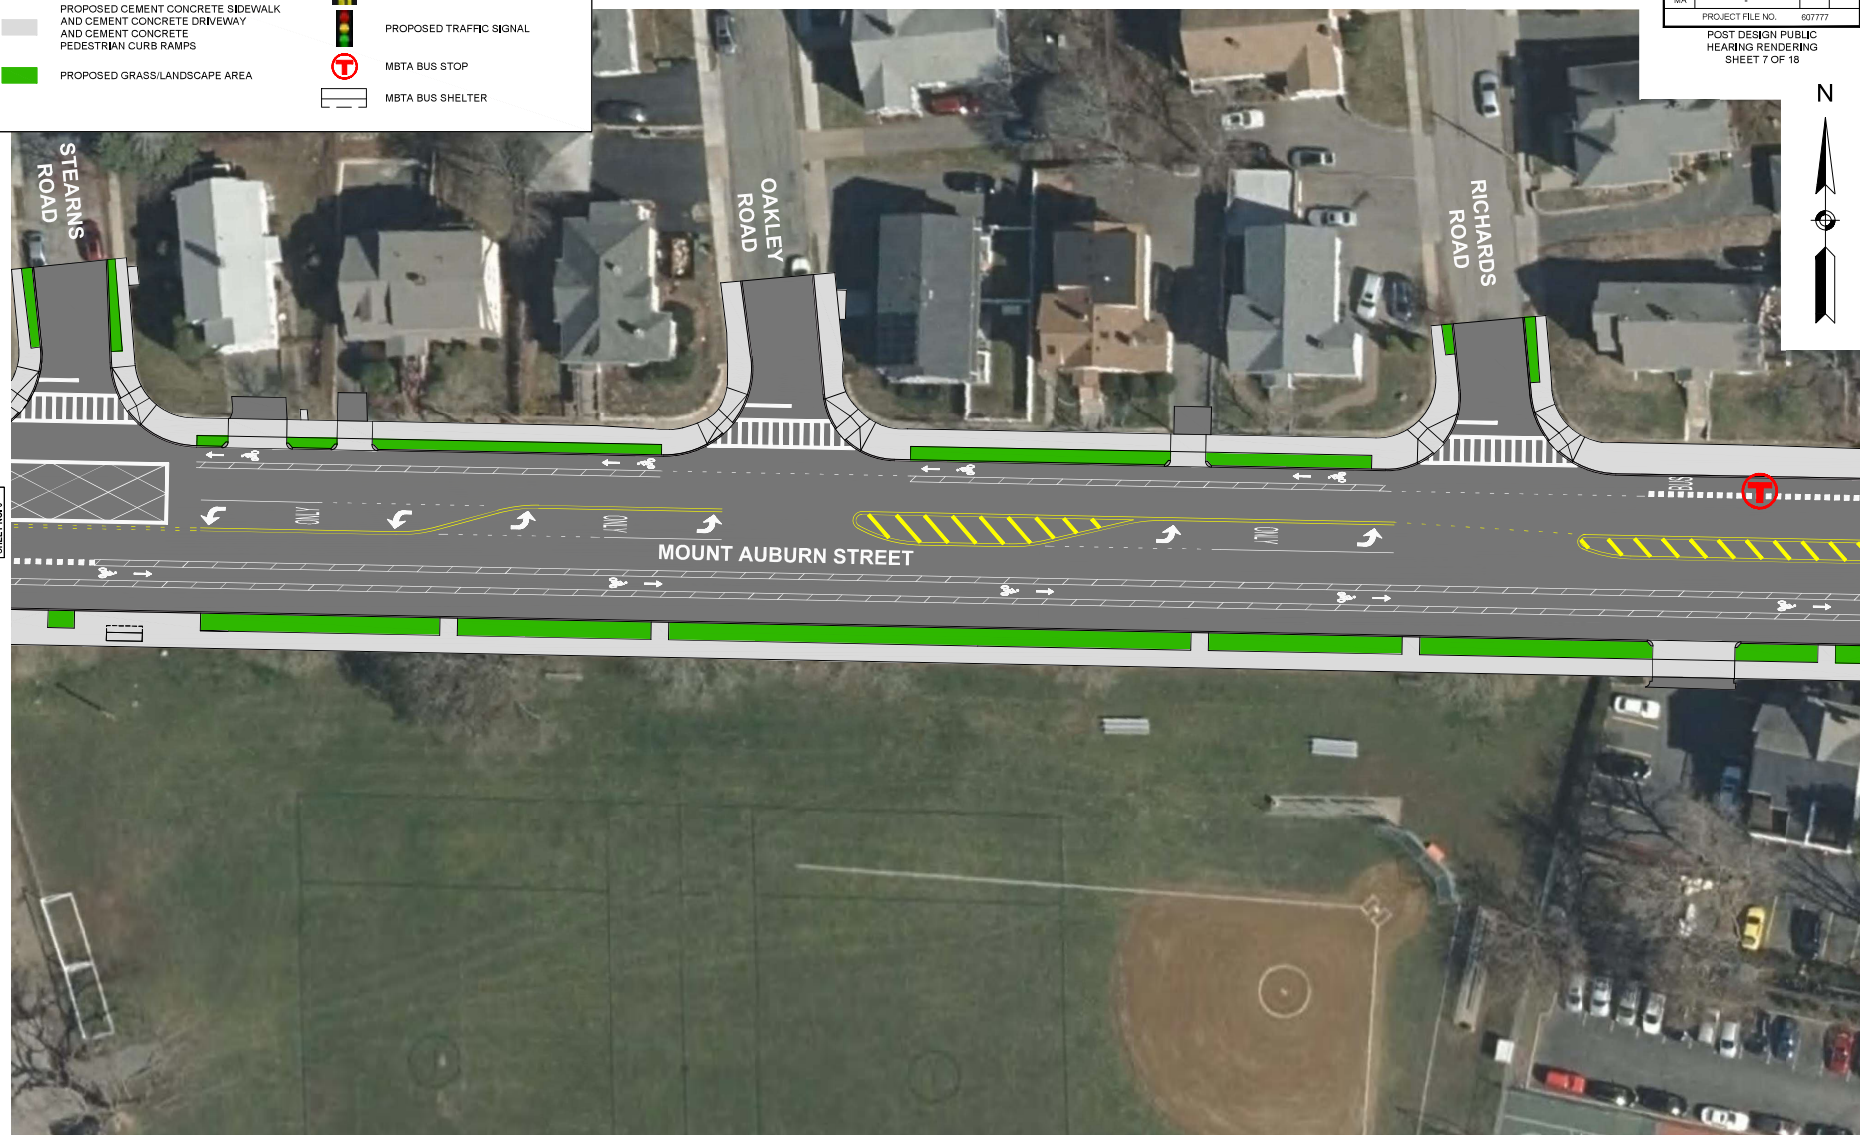 PROPOSED CEMENT CONCRETE SIDEWALK
AND CEMENT CONCRETE DRIVEWAY
AND CEMENT CONCRETE
PEDESTRIAN CURB RAMPS
PROPOSED GRASS/LANDSCAPE AREA
PROPOSED TRAFFIC SIGNAL
T
MBTA BUS STOP
MBTA BUS SHELTER
PROJECT FILE NO. 607777
POST DESIGN PUBLIC
HEARING RENDERING
SHEET 7 OF 18
N
STEARNS
ROAD
OAKLEY
ROAD
RICHARDS
ROAD
BUS
T
ONLY
ONLY
ONLY
MOUNT AUBURN STREET